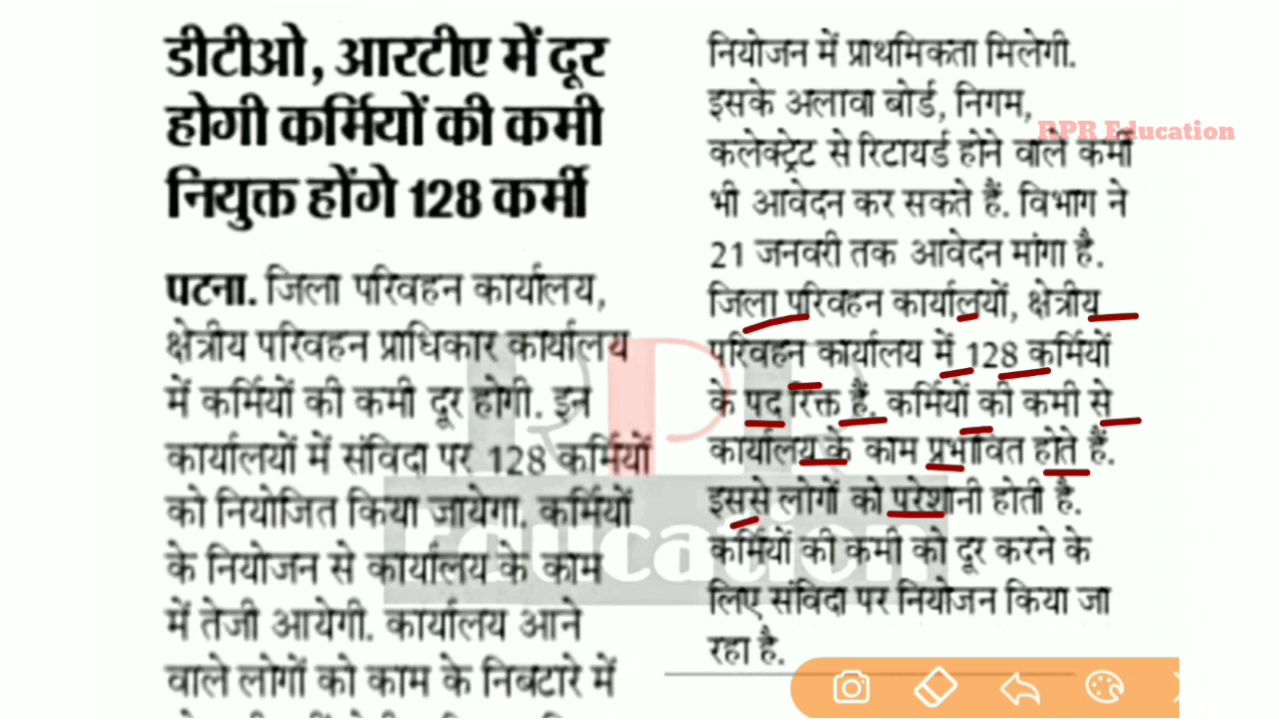 डीटीओ, आरटीए में दूर
होगी कर्मियों की कमी
नियुक्त होंगे 128 कर्मी
पटना. जिला परिवहन कार्यालय,
क्षेत्रीय परिवहन प्राधिकार कार्यालय
में कर्मियों की कमी दूर होगी. इन
कार्यालयों में संविदा पर 128 कर्मियों
को नियोजित किया जायेगा. कर्मियों
के नियोजन से कार्यालय के काम
में तेजी आयेगी. कार्यालय आने
वाले लोगों को काम के निबटारे में
नियोजन में प्राथमिकता मिलेगी.
इसके अलावा बोर्ड, निगम,
कलेक्ट्रेट से रिटायर्ड होने वाले कर्मी
भी आवेदन कर सकते हैं. विभाग ने
21 जनवरी तक आवेदन मांगा है.
जिला परिवहन कार्यालयों, क्षेत्रीय
परिवहन कार्यालय में 128 कर्मियों
के पद रिक्त हैं. कर्मियों की कमी से
कार्यालय के काम प्रभावित होते हैं.
इससे लोगों को परेशानी होती है.
कर्मियों की कमी को दूर करने के
लिए संविदा पर नियोजन किया जा
रहा है.
RPR Education
RPR
Education